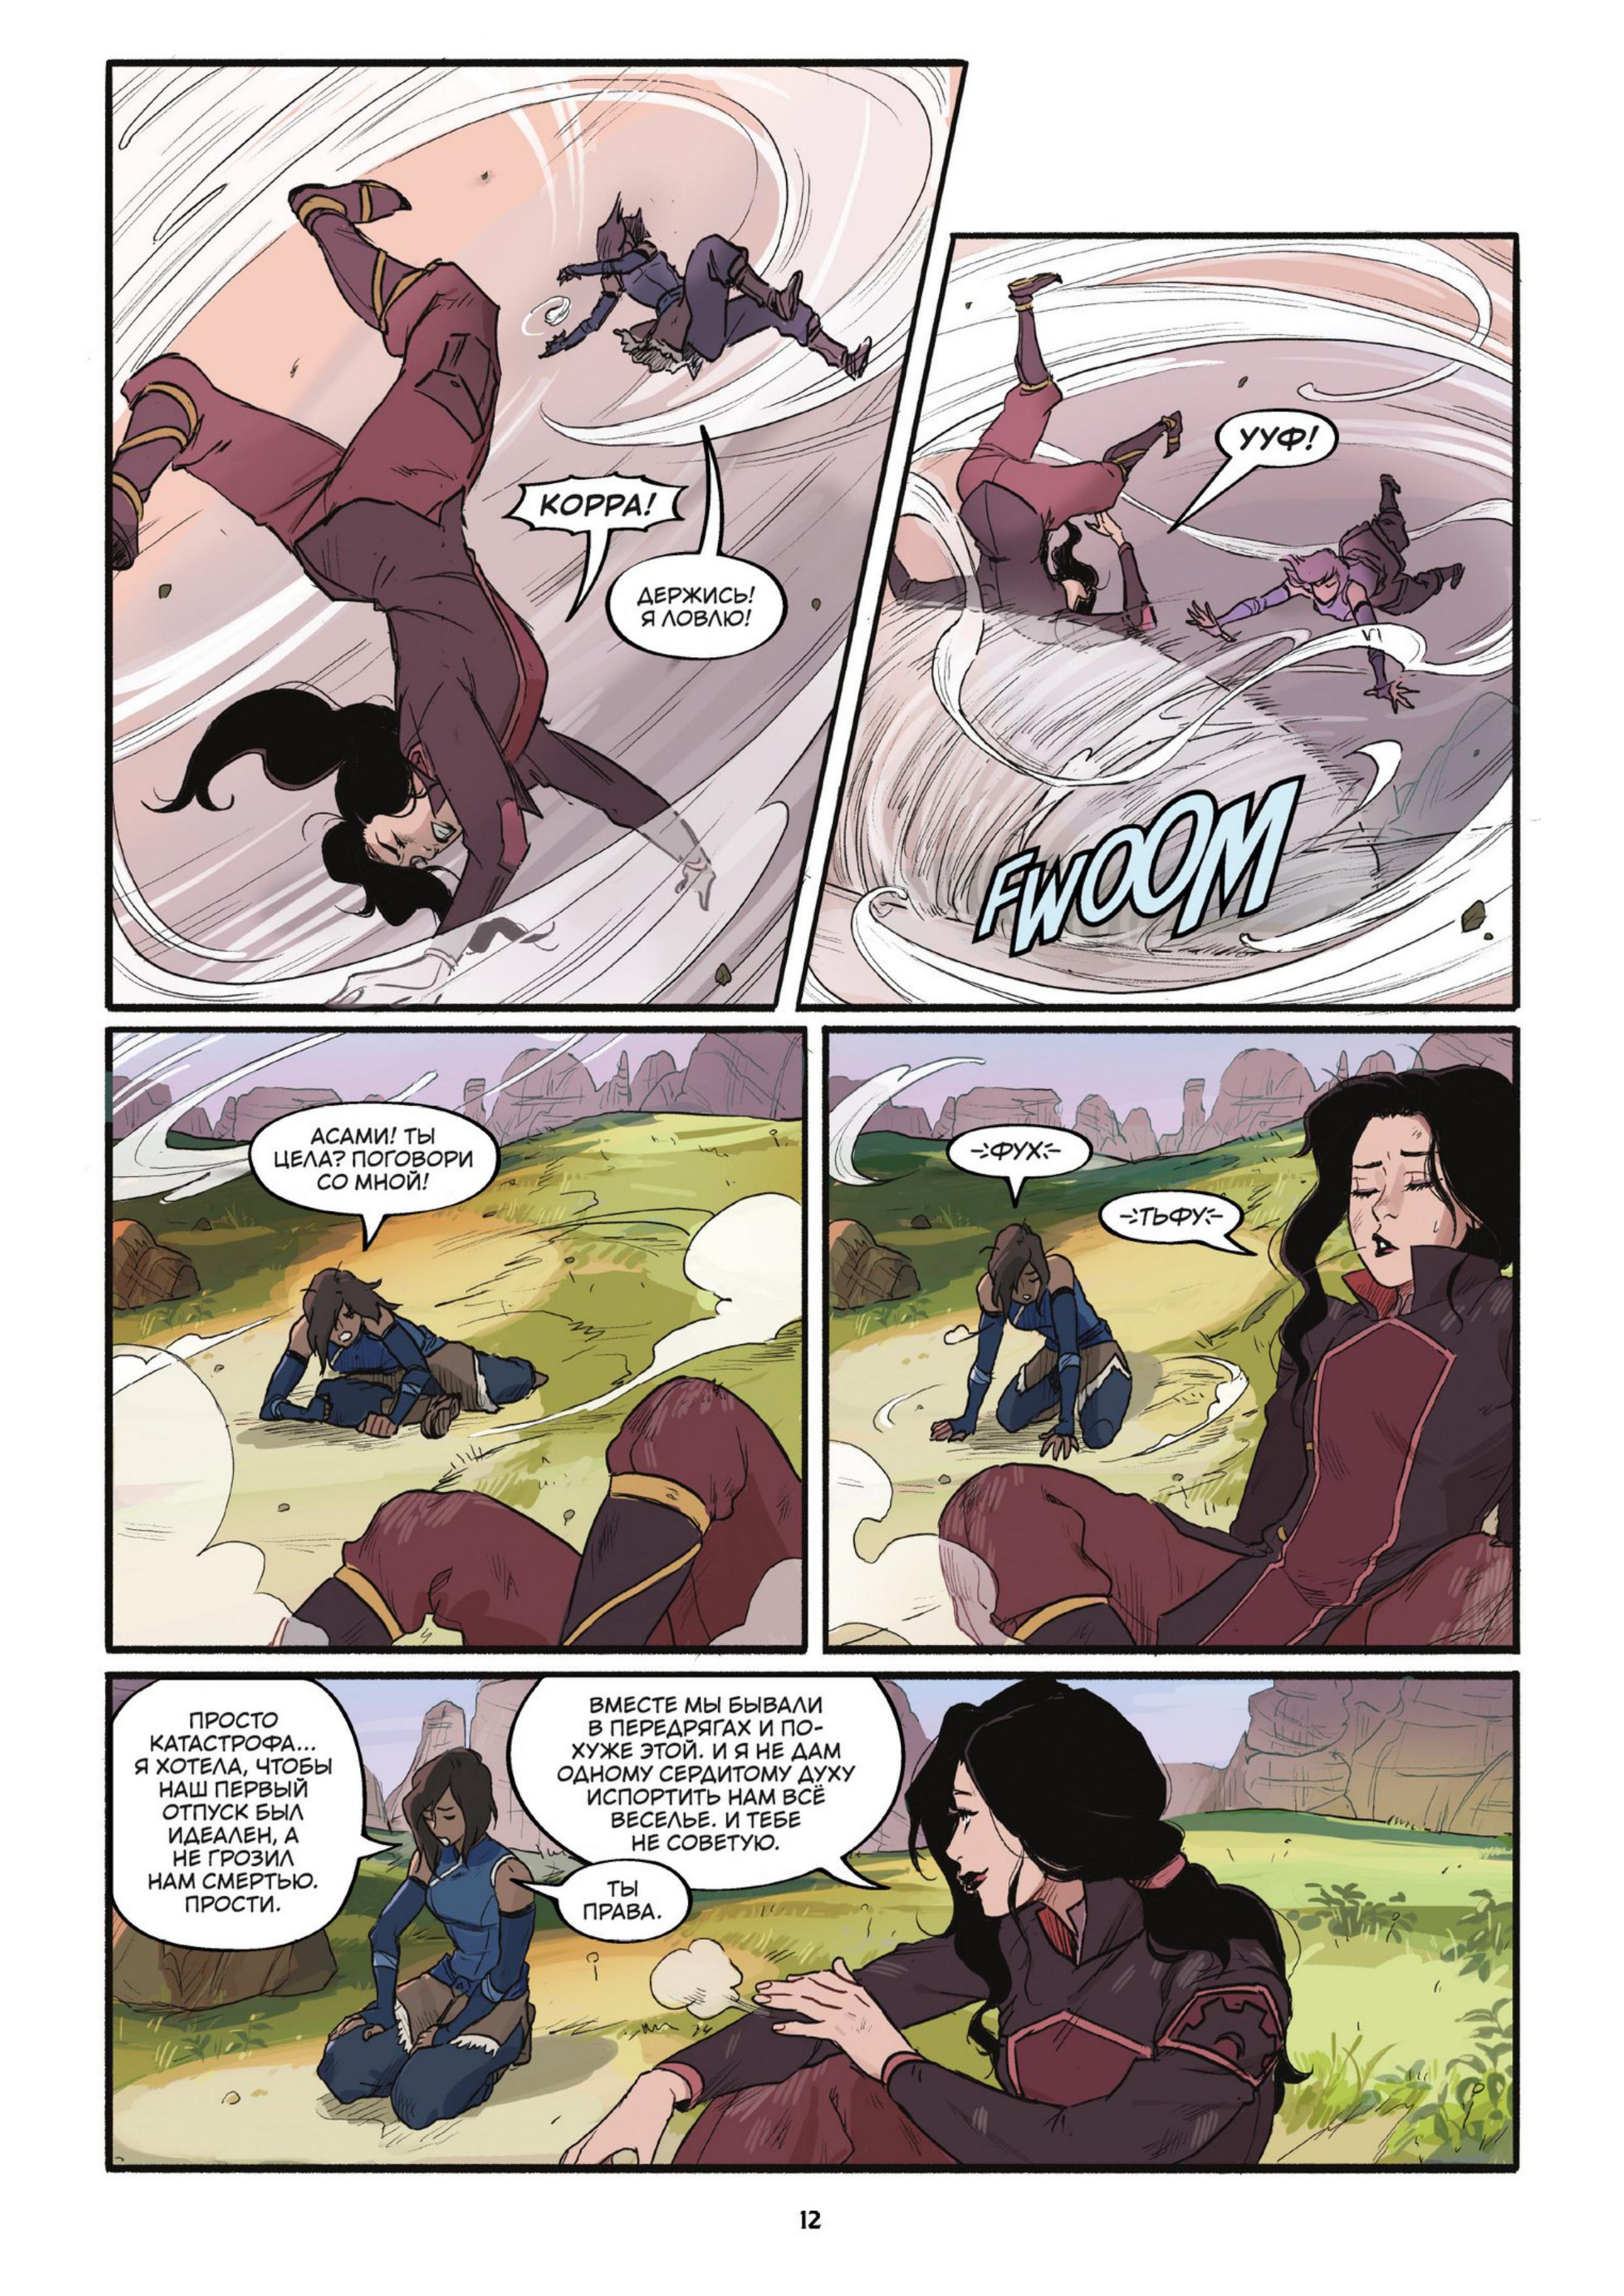 КОРРА!
ДЕРЖИСЬ!
Я ЛОВЛЮ!
УУФ!
FWOOM
АСАМИ! ТЫ
ЦЕЛА? ПОГОВОРИ
СО МНОЙ!
ФУХ
ТЬФУ
ПРОСТО
КАТАСТРОФА...
Я ХОТЕЛА, ЧТОБЫ
НАШ ПЕРВЫЙ
ОТПУСК БЫЛ
ИДЕАЛЕН, А
НЕ ГРОЗИЛ
НАМ СМЕРТЬЮ.
ПРОСТИ.
ВМЕСТЕ МЫ БЫВАЛИ
В ПЕРЕДРЯГАХ И ПО-
ХУЖЕ ЭТОЙ. И Я НЕ ДАМ
ОДНОМУ СЕРДИТОМУ ДУХУ
ИСПОРТИТЬ НАМ ВСЁ
ВЕСЕЛЬЕ. И ТЕБЕ
НЕ СОВЕТУЮ.
ТЫ
ПРАВА.
12